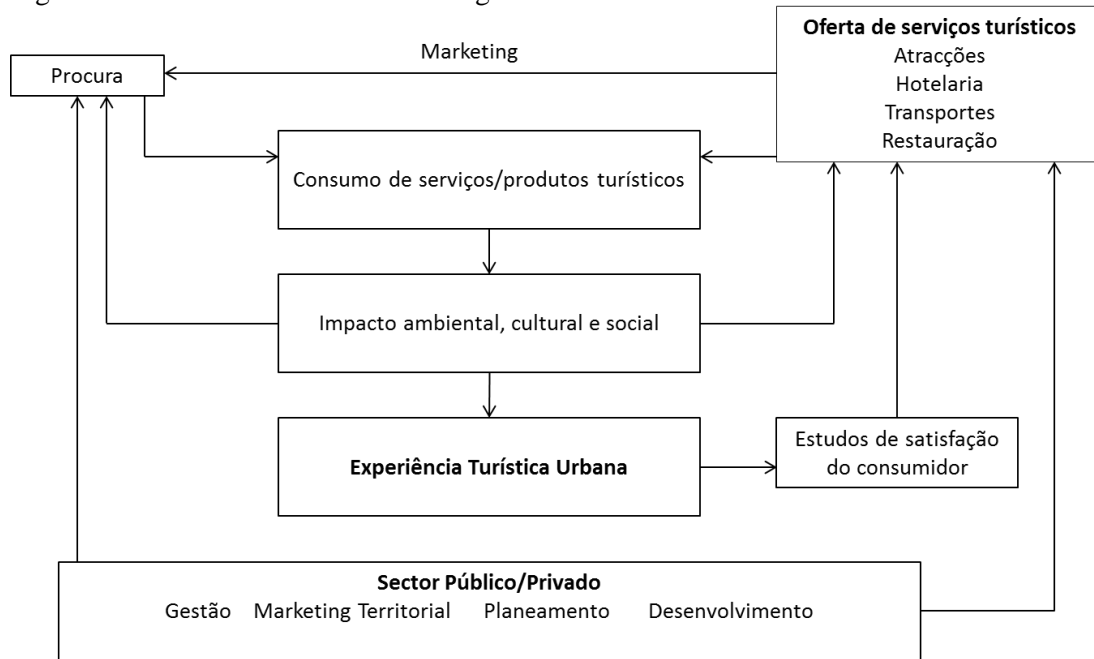 Oferta de serviços turísticos
Atracções
Hotelaria
Transportes
Restauração
Marketing
Procura
Consumo de serviços/produtos turísticos
Impacto ambiental, cultural e social
Experiência Turística Urbana
Estudos de satisfação
do consumidor
Sector Público/Privado
Gestão Marketing Territorial Planeamento Desenvolvimento